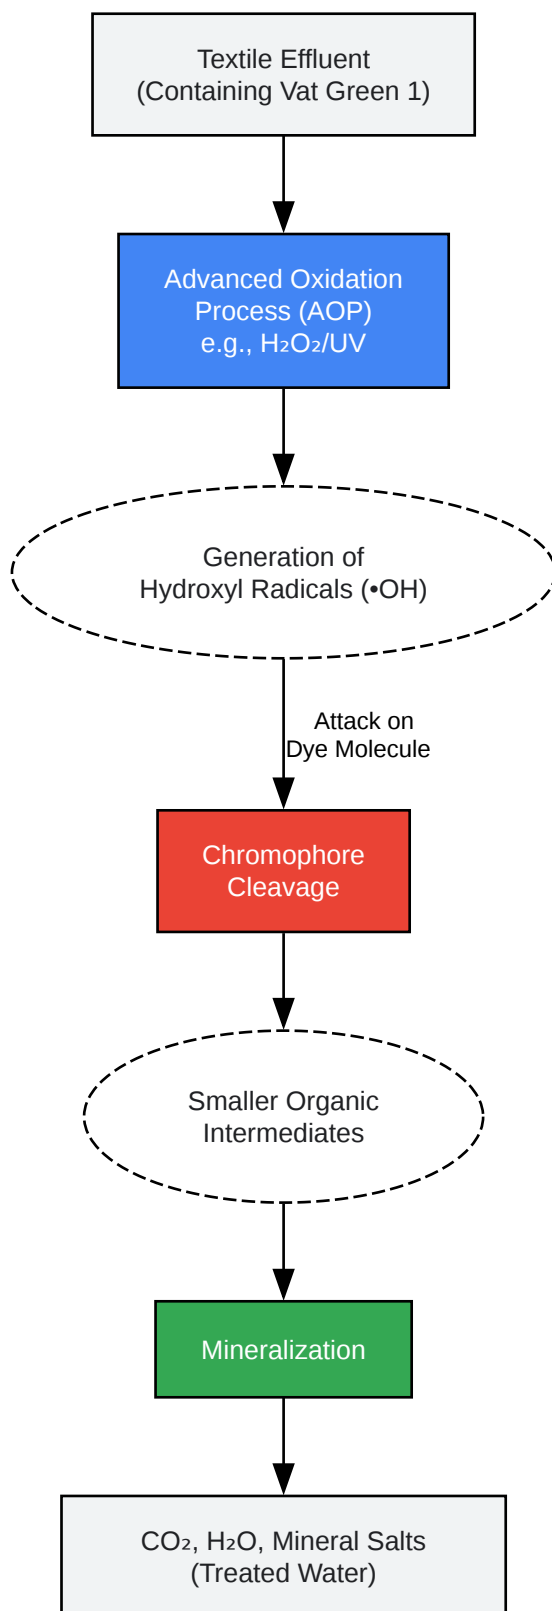 Textile Effluent
(Containing Vat Green 1)
Advanced Oxidation
Process (AOP)
e.g., H₂O₂/UV
Generation of
Hydroxyl Radicals (•OH)
Attack on
Dye Molecule
Chromophore
Cleavage
Smaller Organic
Intermediates
Mineralization
CO₂, H₂O, Mineral Salts
(Treated Water)